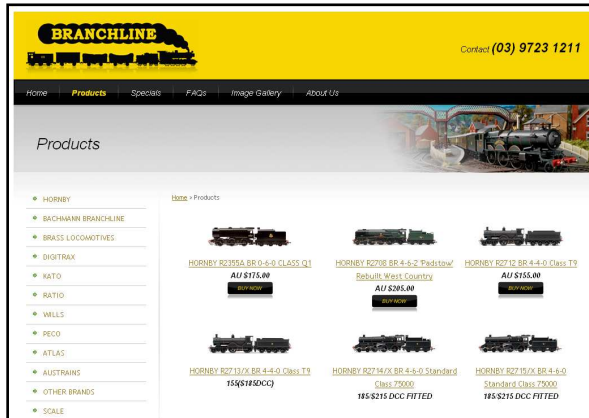 BRANCHLINE
Contact (03) 9723 1211
Home Products Specials FAQs Image Gallery About Us
Products
Home > Products
HORNBY
BACHMANN BRANCHLINE
BRASS LOCOMOTIVES
DIGITRAX
KATO
RATIO
WILLS
PECO
ATLAS
AUSTRAINS
OTHER BRANDS
SCALE
HORNBY R2355A BR 0-6-0 CLASS Q1
AU $175.00
BUY NOW
HORNBY R2708 BR 4-6-2 'Padstow'
Rebuilt West Country
AU $205.00
BUY NOW
HORNBY R2712 BR 4-4-0 Class T9
AU $155.00
BUY NOW
HORNBY R2713/X BR 4-4-0 Class T9
155($185DCC)
HORNBY R2714/X BR 4-6-0 Standard
Class 75000
185/$215 DCC FITTED
HORNBY R2715/X BR 4-6-0
Standard Class 75000
185/$215 DCC FITTED